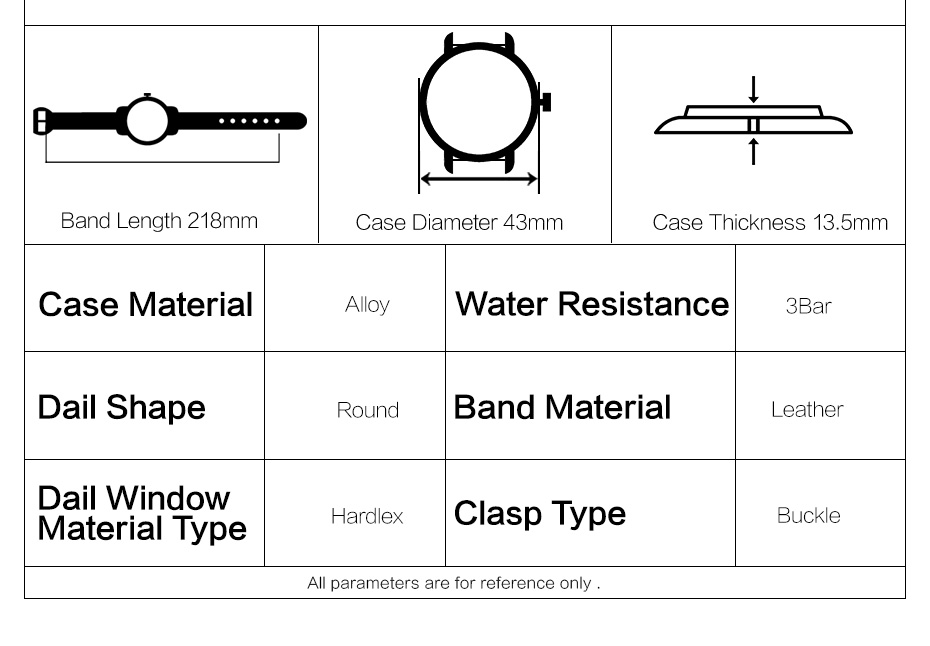 Band Length 218mm
Case Diameter 43mm
Case Thickness 13.5mm
Case Material
Alloy
Water Resistance
3Bar
Dail Shape
Round
Band Material
Leather
Dail Window
Material Type
Hardlex
Clasp Type
Buckle
All parameters are for reference only .